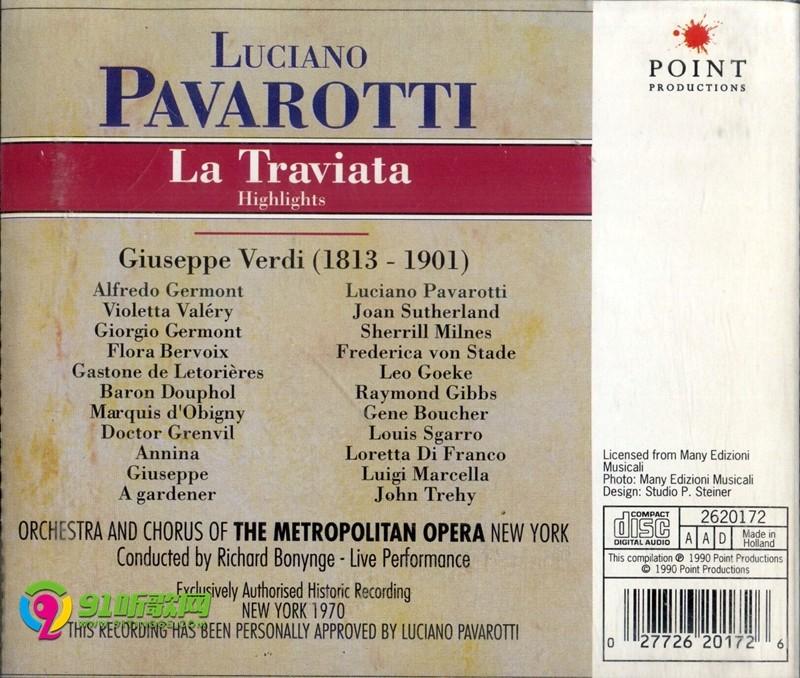 LUCIANO
PAVAROTTI
La Traviata
Highlights
Giuseppe Verdi (1813 - 1901)
Alfredo Germont Luciano Pavarotti
Violetta Valéry Joan Sutherland
Giorgio Germont Sherrill Milnes
Flora Bervoix Frederica von Stade
Gastone de Letorières Leo Goeke
Baron Douphol Raymond Gibbs
Marquis d'Obigny Gene Boucher
Doctor Grenvil Louis Sgarro
Annina Loretta Di Franco
Giuseppe Luigi Marcella
A gardener John Trehy
ORCHESTRA AND CHORUS OF THE METROPOLITAN OPERA NEW YORK
Conducted by Richard Bonynge - Live Performance
Exclusively Authorised Historic Recording
NEW YORK 1970
THIS RECORDING HAS BEEN PERSONALLY APPROVED BY LUCIANO PAVAROTTI
91听歌网
POINT
PRODUCTIONS
Licensed from Many Edizioni
Musicali
Photo: Many Edizioni Musicali
Design: Studio P. Steiner
COMPACT
disc
DIGITAL AUDIO
2620172
A A D
Made in
Holland
This compilation ℗ 1990 Point Productions
© 1990 Point Productions
0 27726 20172 6